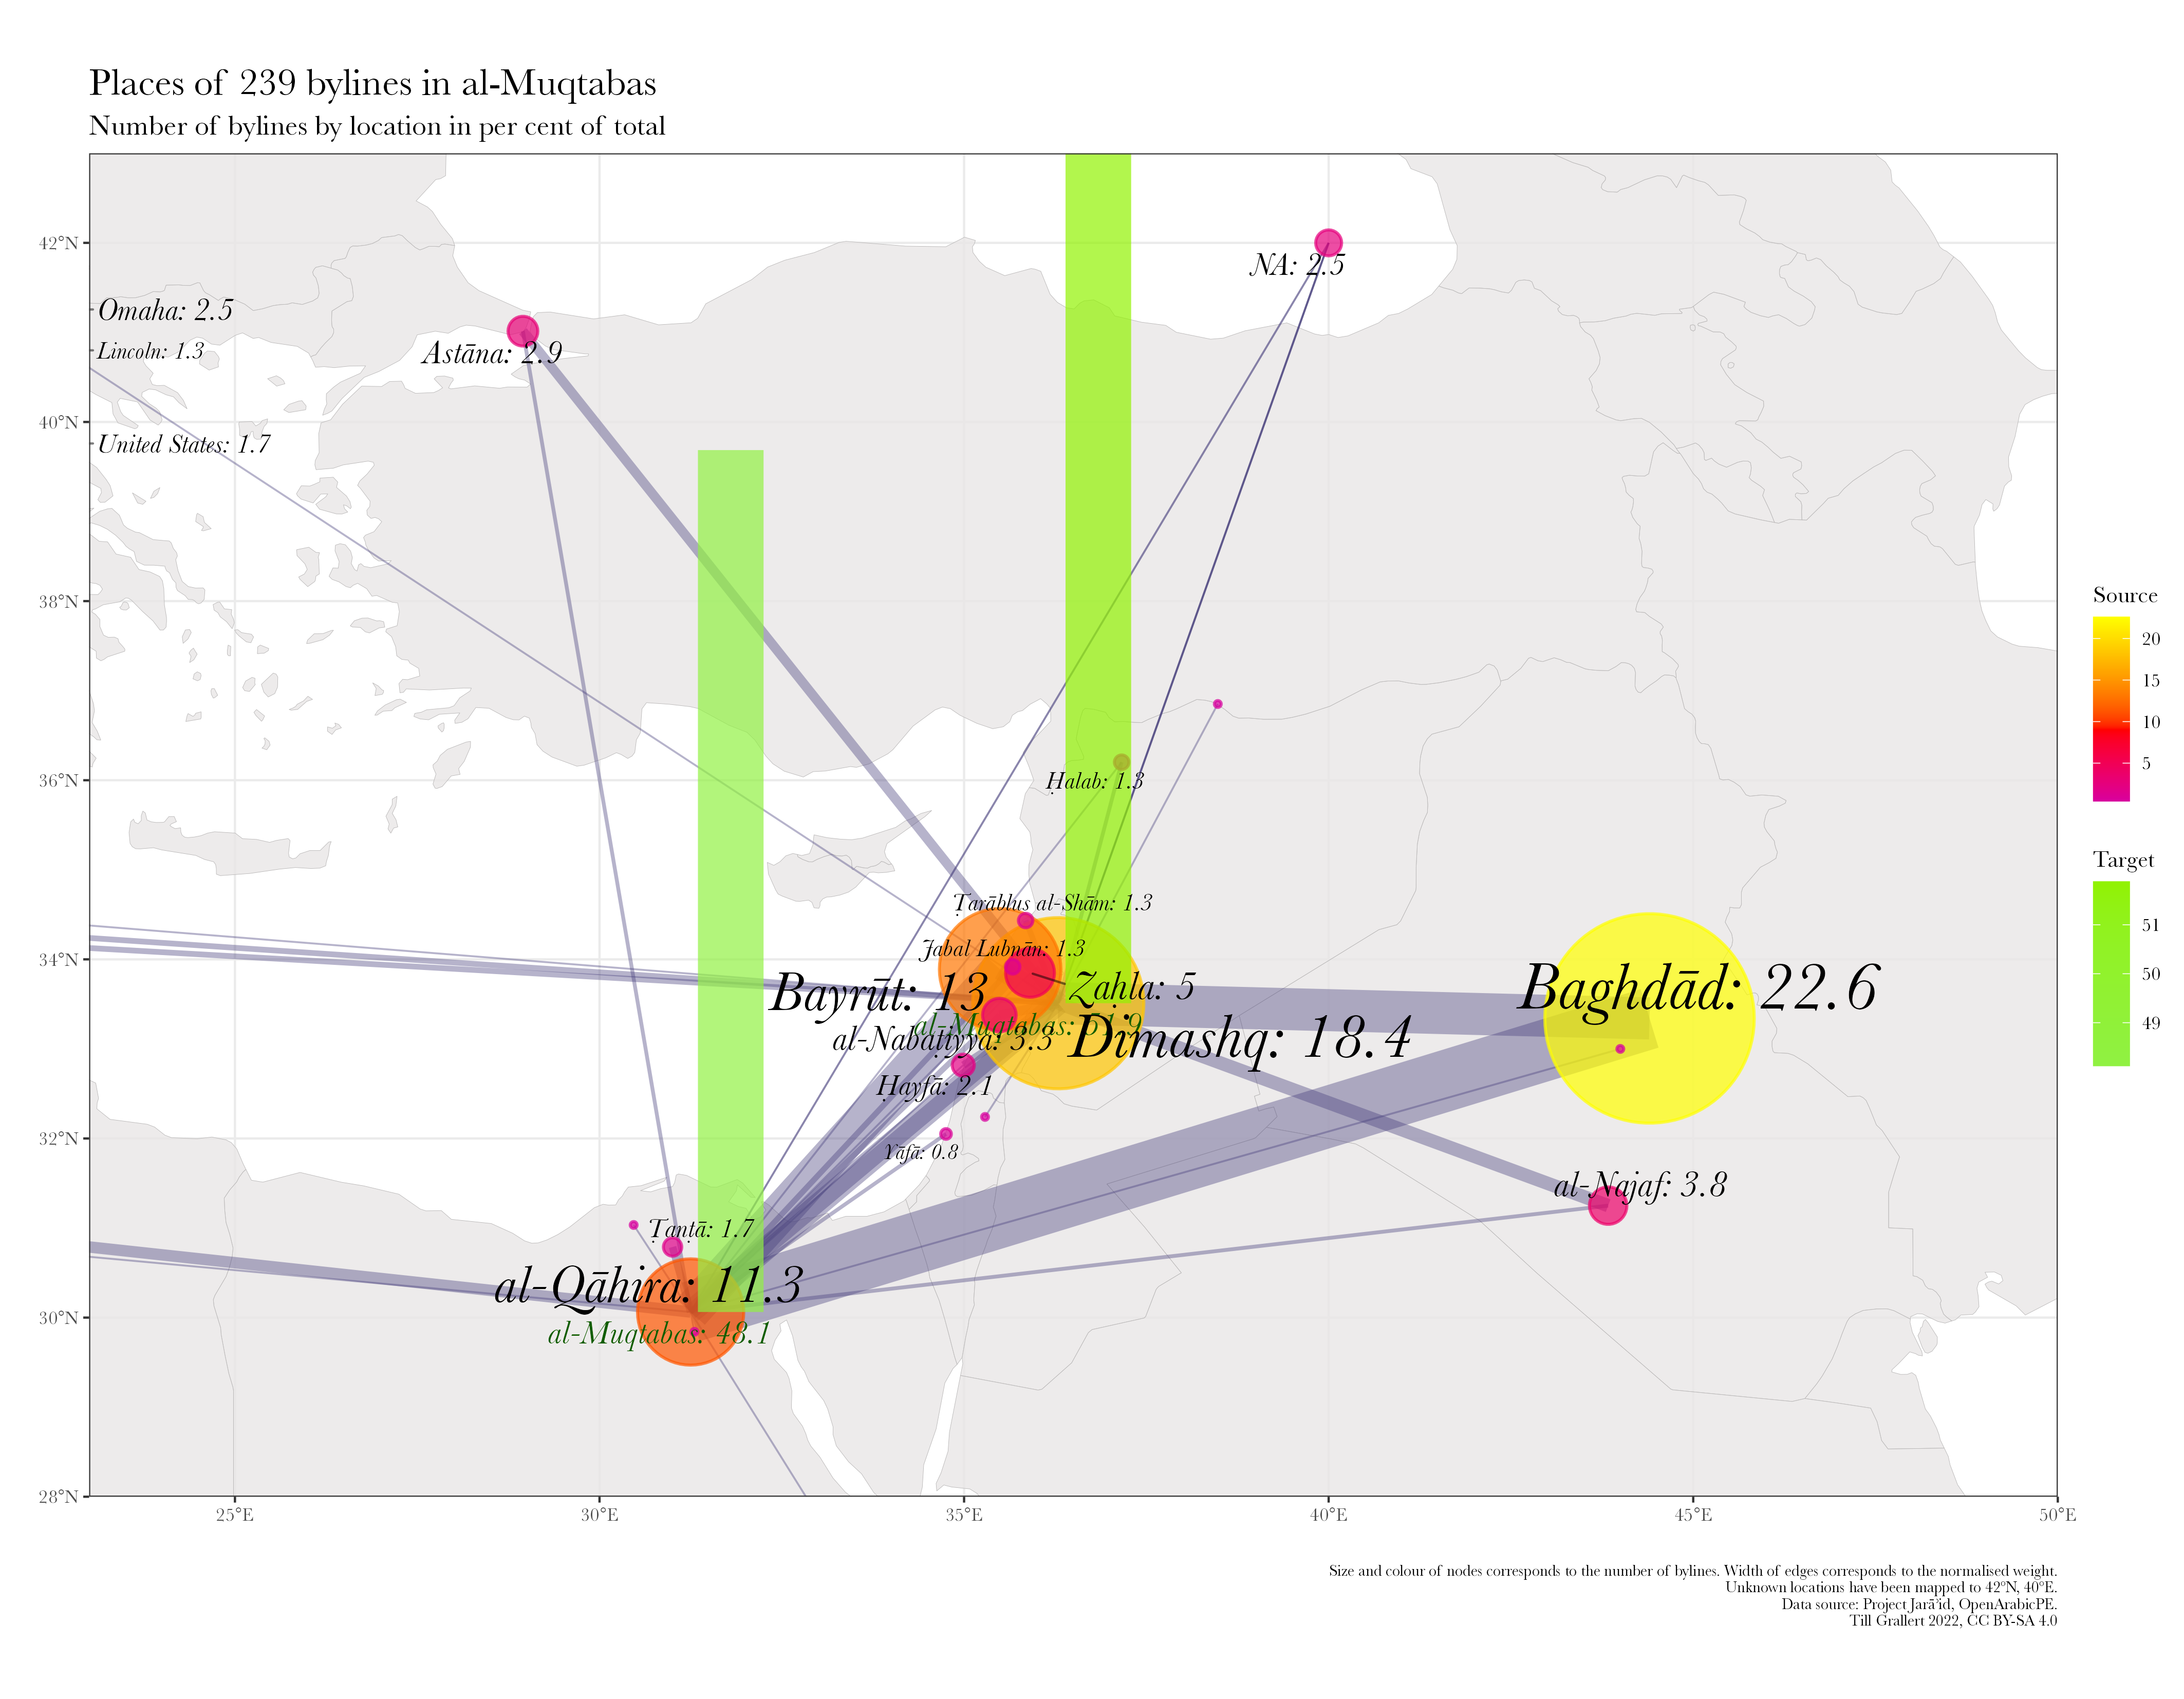 Places of 239 bylines in al-Muqtabas
Number of bylines by location in per cent of total
42°N
40°N
38°N
36°N
34°N
32°N
30°N
28°N
25°E
30°E
35°E
40°E
45°E
50°E
NA: 2.5
Omaha: 2.5
Lincoln: 1.3
Astāna: 2.9
United States: 1.7
Ḥalab: 1.3
Ṭarāblus al-Shām: 1.3
Jabal Lubnān: 1.3
Bayrūt: 13
Zaḥla: 5
Baghdād: 22.6
al-Muqtabas: 51.9
al-Nabaṭiyya: 3.3
Dimashq: 18.4
Ḥayfā: 2.1
Yāfā: 0.8
al-Najaf: 3.8
Ṭanṭā: 1.7
al-Qāhira: 11.3
al-Muqtabas: 48.1
Source
20
15
10
5
Target
51
50
49
Size and colour of nodes corresponds to the number of bylines. Width of edges corresponds to the normalised weight.
Unknown locations have been mapped to 42°N, 40°E.
Data source: Project Jarāʾid, OpenArabicPE.
Till Grallert 2022, CC BY-SA 4.0